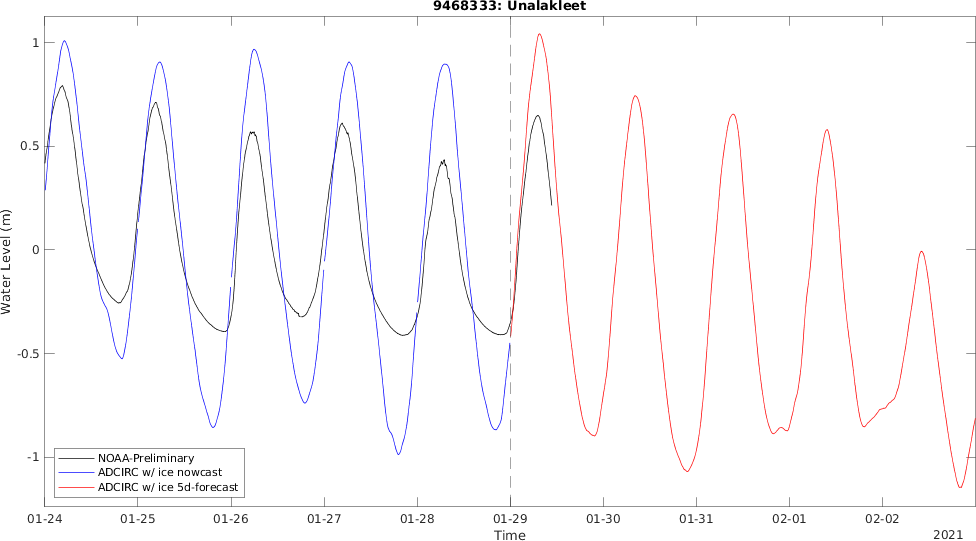 9468333: Unalakleet
Water Level (m)
1
0.5
0
-0.5
-1
NOAA-Preliminary
ADCIRC w/ ice nowcast
ADCIRC w/ ice 5d-forecast
01-24 01-25 01-26 01-27 01-28 01-29 01-30 01-31 02-01 02-02
Time
2021